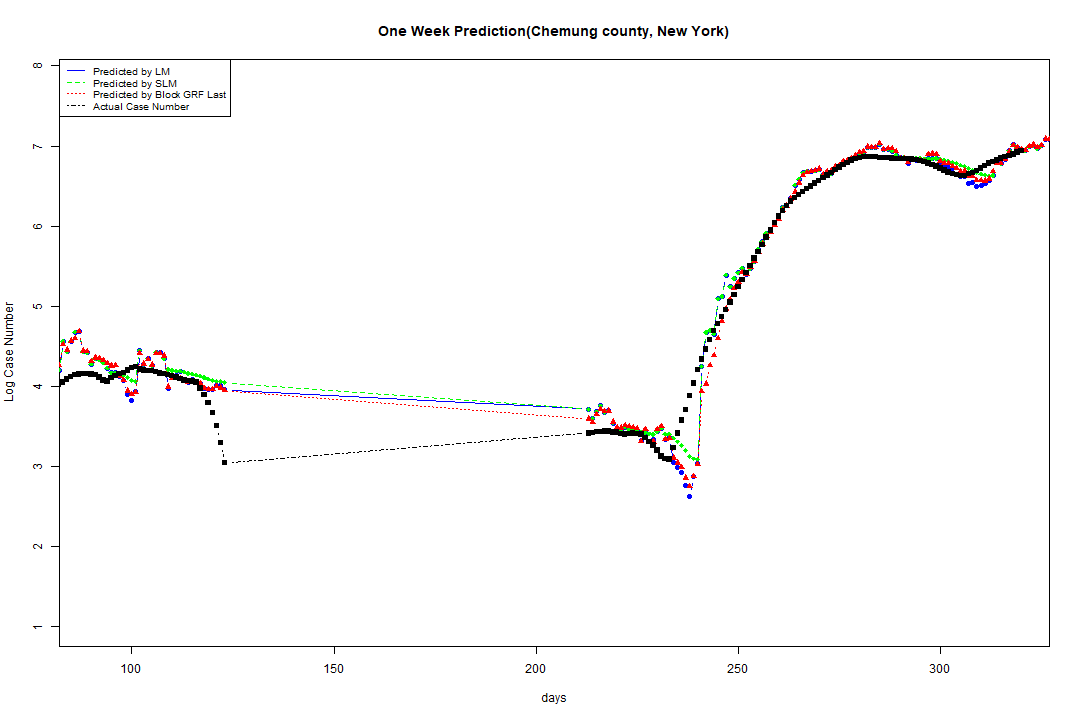 One Week Prediction(Chemung county, New York)
Predicted by LM
Predicted by SLM
Predicted by Block GRF Last
Actual Case Number
8
7
6
5
4
3
2
1
Log Case Number
100 150 200 250 300
days